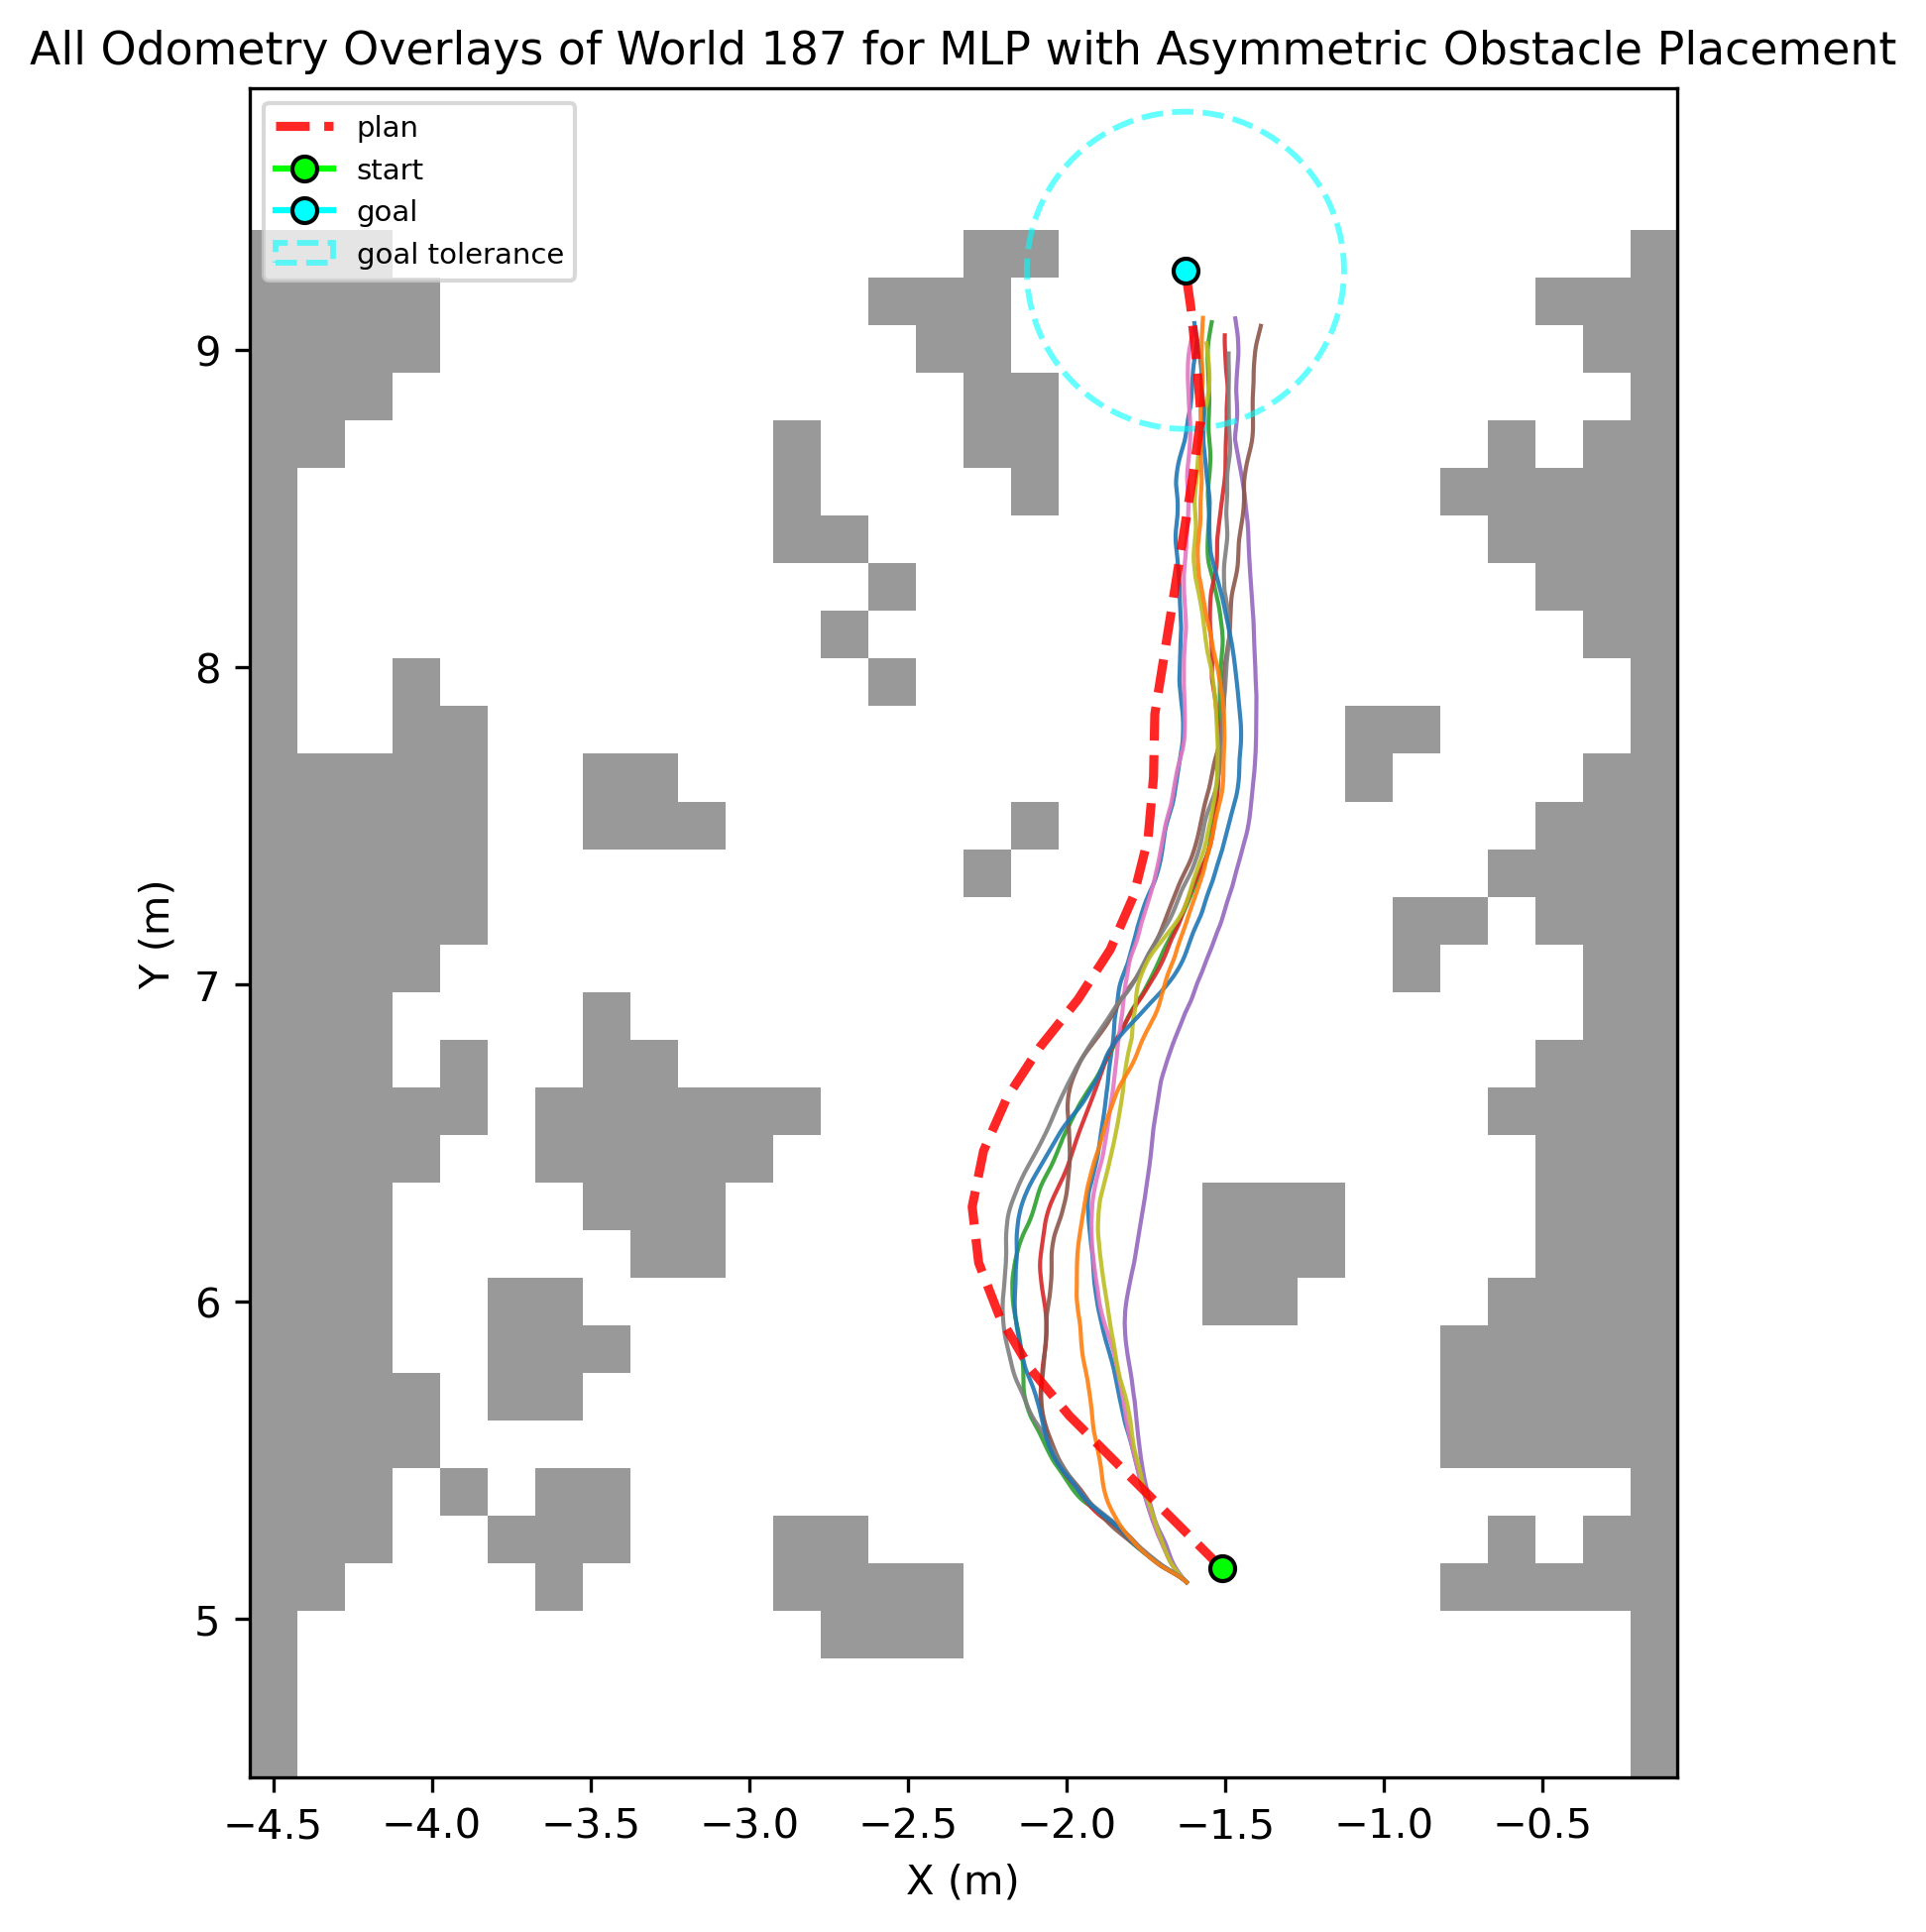 All Odometry Overlays of World 187 for MLP with Asymmetric Obstacle Placement
plan
start
goal
goal tolerance
9
8
7
6
5
Y (m)
−4.5 −4.0 −3.5 −3.0 −2.5 −2.0 −1.5 −1.0 −0.5
X (m)